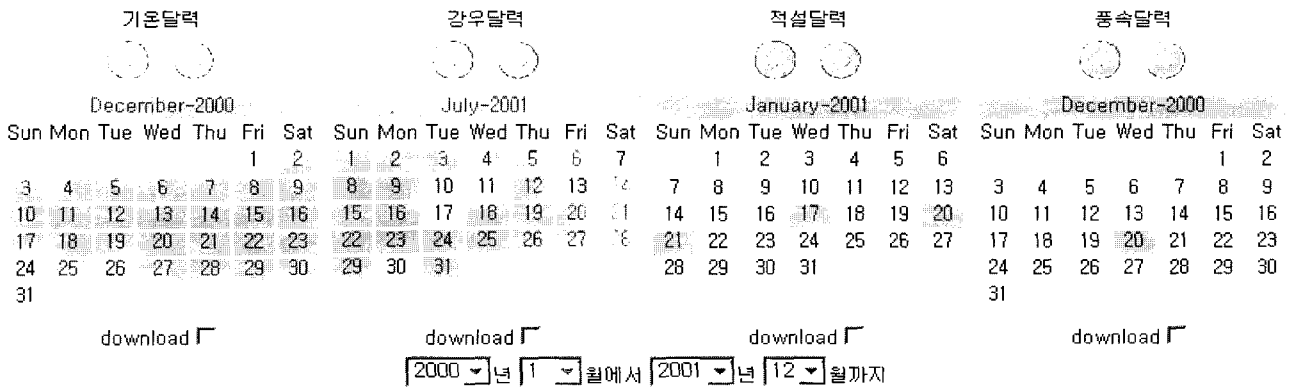 기온달력 강우달력 적설달력 풍속달력
December-2000 July-2001 January-2001 December-2000
Sun Mon Tue Wed Thu Fri Sat Sun Mon Tue Wed Thu Fri Sat Sun Mon Tue Wed Thu Fri Sat Sun Mon Tue Wed Thu Fri Sat
1 2 1 2 3 4 5 6 7 1 2 3 4 5 6 1 2
3 4 5 6 7 8 9 8 9 10 11 12 13 14 7 8 9 10 11 12 13 3 4 5 6 7 8 9
10 11 12 13 14 15 16 15 16 17 18 19 20 21 14 15 16 17 18 19 20 10 11 12 13 14 15 16
17 18 19 20 21 22 23 22 23 24 25 26 27 28 21 22 23 24 25 26 27 17 18 19 20 21 22 23
24 25 26 27 28 29 30 29 30 31 28 29 30 31 24 25 26 27 28 29 30
31 31
download download download download
2000 년 1 월에서 2001 년 12 월까지